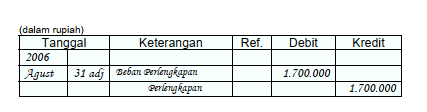 (dalam rupiah)
Tanggal Keterangan Ref. Debit Kredit
2006
Agust 31 adj Beban Perlengkapan 1.700.000
Perlengkapan 1.700.000